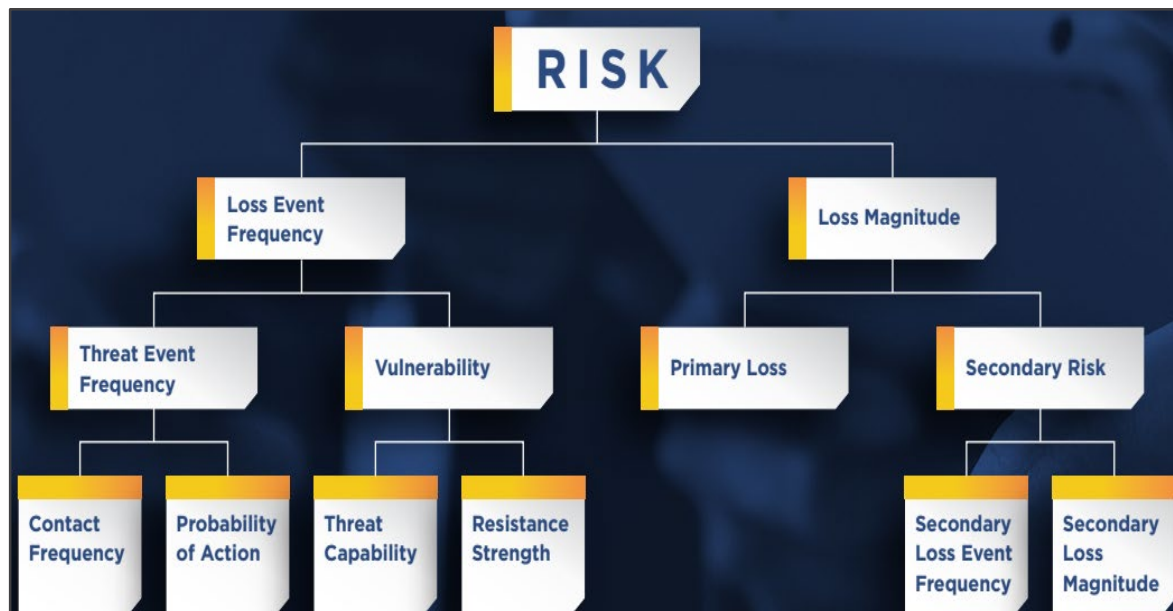 RISK
Loss Event
Frequency
Loss Magnitude
Threat Event
Frequency
Vulnerability
Primary Loss
Secondary Risk
Contact
Frequency
Probability
of Action
Threat
Capability
Resistance
Strength
Secondary
Loss Event
Frequency
Secondary
Loss
Magnitude